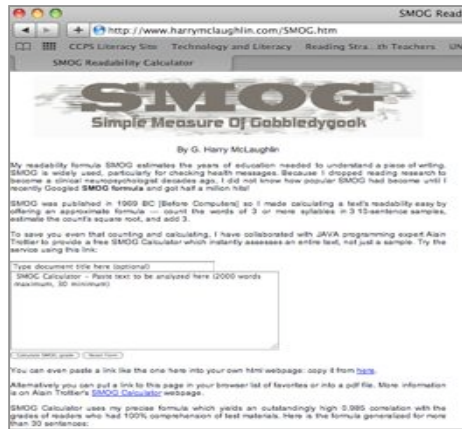 SMOG Read
http://www.harrymclaughlin.com/SMOG.htm
CCPS Literacy Site Technology and Literacy Reading Stra...th Teachers UN
SMOG Readability Calculator
SMOG
Simple Measure Of Gobbledygook
By G. Harry McLaughlin
My readability formula SMOG estimates the years of education needed to understand a piece of writing.
SMOG is widely used, particularly for checking health messages. Because I dropped reading research to
become a clinical neuropsychologist decades ago, I did not know how popular SMOG had become until I
recently Googled SMOG formula and got half a million hits!
SMOG was published in 1969 BC [Before Computers] so I made calculating a text's readability easy by
offering an approximate formula — count the words of 3 or more syllables in 3 10-sentence samples,
estimate the count's square root, and add 3.
To save you even that counting and calculating, I have collaborated with JAVA programming expert Alain
Trottier to provide a free SMOG Calculator which instantly assesses an entire text, not just a sample. Try the
service using this link:
Type document title here (optional)
SMOG Calculator - Paste text to be analyzed here (2000 words
maximum, 30 minimum)
Calculate SMOG grade Reset Form
You can even paste a link like the one here into your own html webpage: copy it from here.
Alternatively you can put a link to this page in your browser list of favorites or into a pdf file. More information
is on Alain Trottier's SMOG Calculator webpage.
SMOG Calculator uses my precise formula which yields an outstandingly high 0.985 correlation with the
grades of readers who had 100% comprehension of test materials. Here is the formula generalized for more
than 30 sentences: